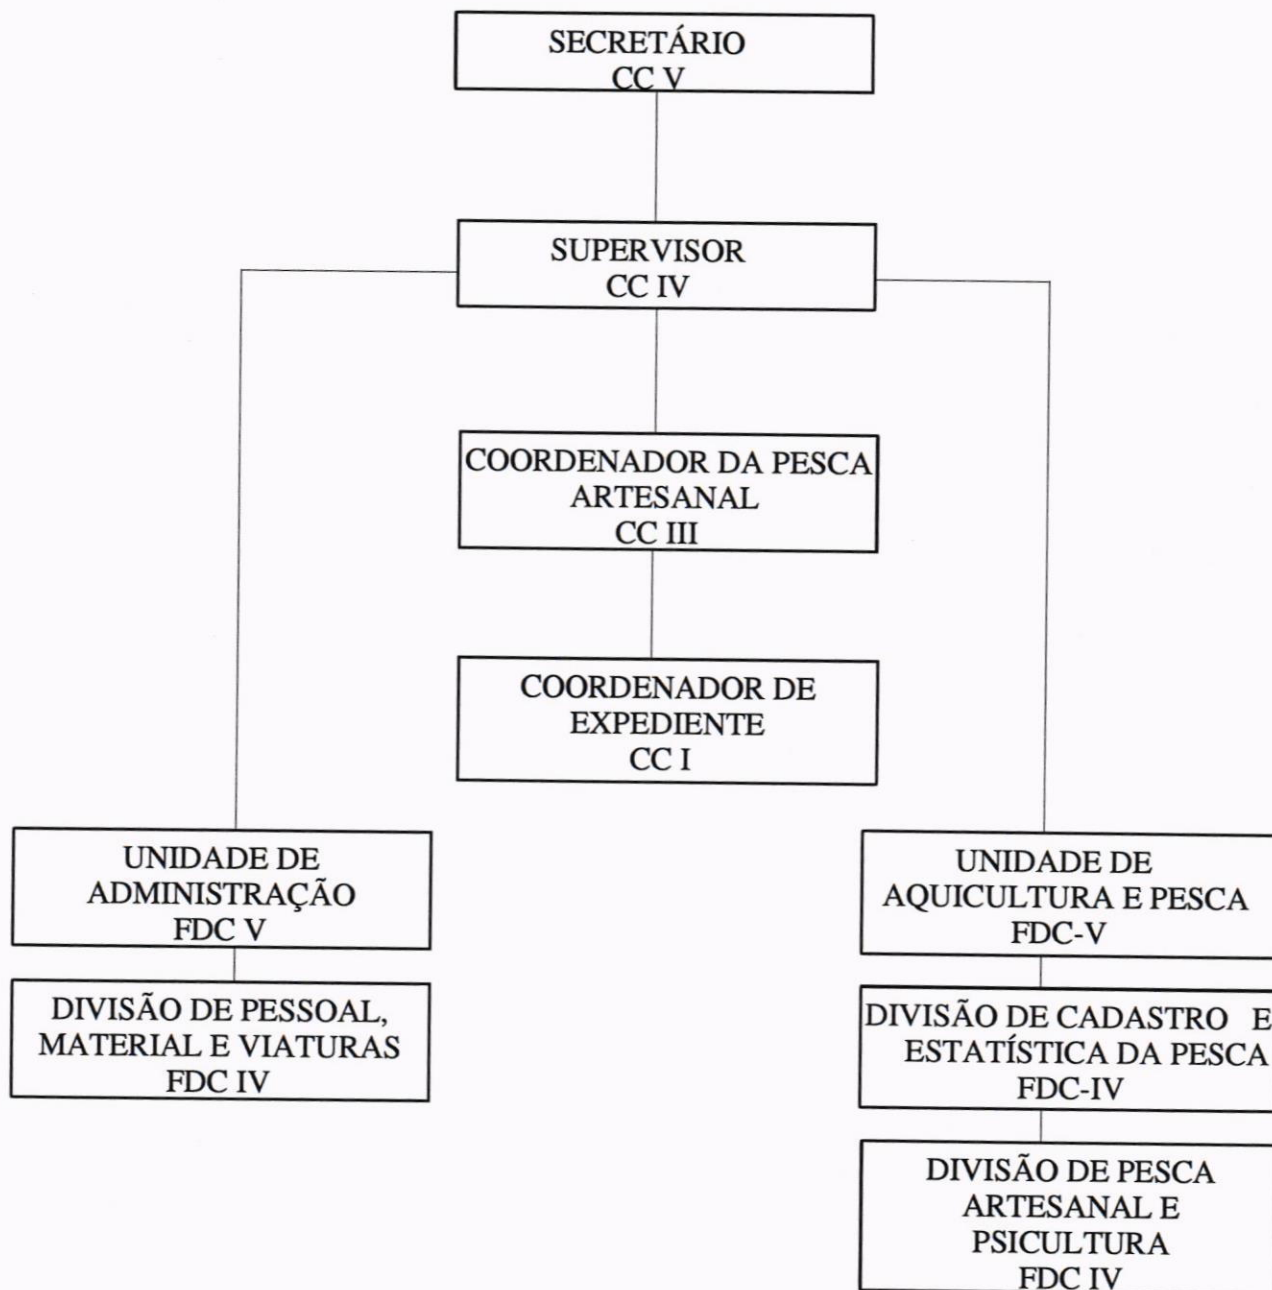 SECRETÁRIO
CC V
SUPERVISOR
CC IV
COORDENADOR DA PESCA
ARTESANAL
CC III
COORDENADOR DE
EXPEDIENTE
CC I
UNIDADE DE
ADMINISTRAÇÃO
FDC V
DIVISÃO DE PESSOAL,
MATERIAL E VIATURAS
FDC IV
UNIDADE DE
AQUICULTURA E PESCA
FDC-V
DIVISÃO DE CADASTRO E
ESTATÍSTICA DA PESCA
FDC-IV
DIVISÃO DE PESCA
ARTESANAL E
PSICULTURA
FDC IV